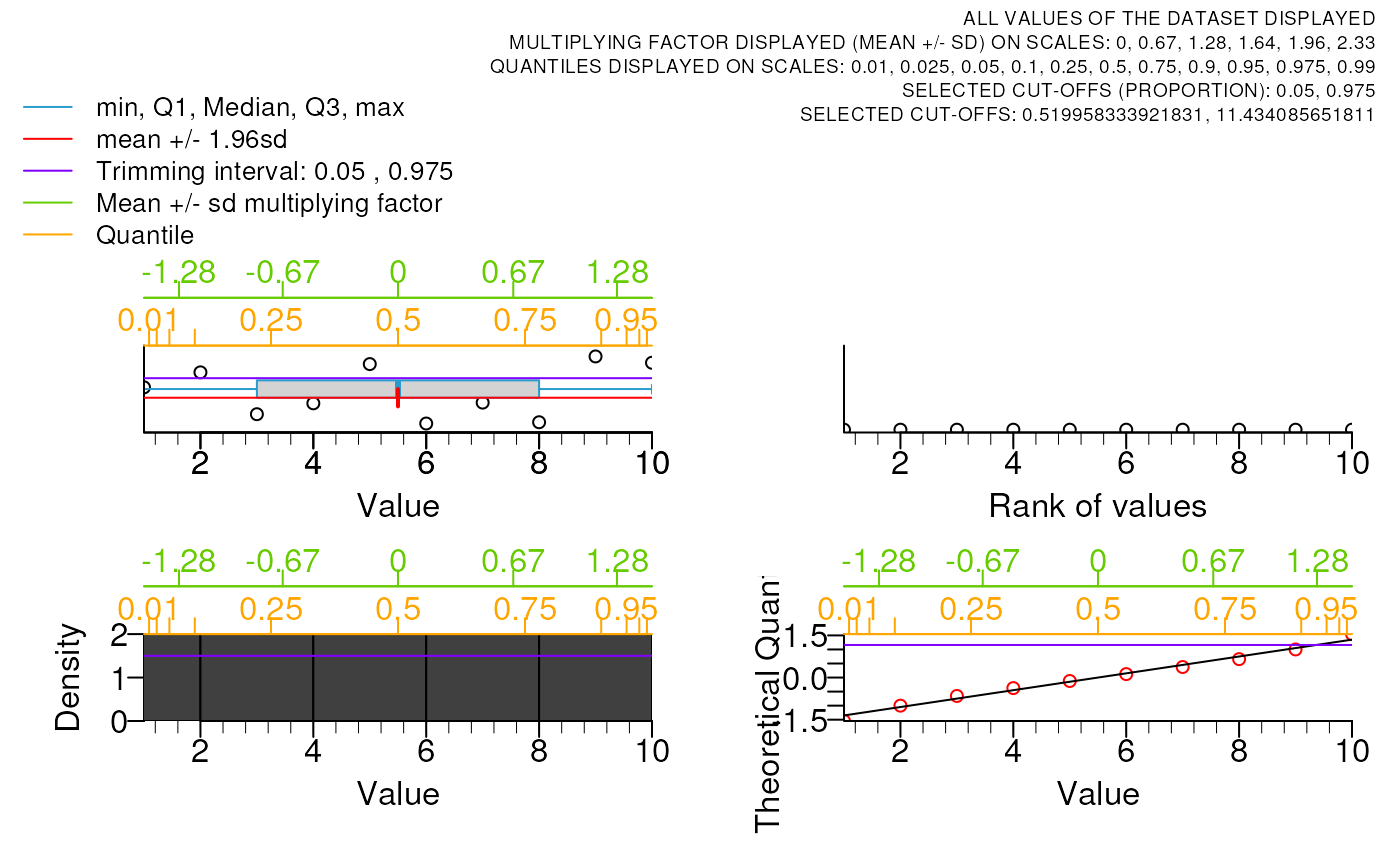 ALL VALUES OF THE DATASET DISPLAYED
MULTIPLYING FACTOR DISPLAYED (MEAN +/- SD) ON SCALES: 0, 0.67, 1.28, 1.64, 1.96, 2.33
QUANTILES DISPLAYED ON SCALES: 0.01, 0.025, 0.05, 0.1, 0.25, 0.5, 0.75, 0.9, 0.95, 0.975, 0.99
SELECTED CUT-OFFS (PROPORTION): 0.05, 0.975
SELECTED CUT-OFFS: 0.519958333921831, 11.434085651811
min, Q1, Median, Q3, max
mean +/- 1.96sd
Trimming interval: 0.05 , 0.975
Mean +/- sd multiplying factor
Quantile
-1.28 -0.67 0 0.67 1.28
0.01 0.25 0.5 0.75 0.95
2 4 6 8 10
Value
2 4 6 8 10
Rank of values
-1.28 -0.67 0 0.67 1.28
0.01 0.25 0.5 0.75 0.95
Density
2
1
0
2 4 6 8 10
Value
-1.28 -0.67 0 0.67 1.28
0.01 0.25 0.5 0.75 0.95
Theoretical Quan
1.5
0.0
1.5
2 4 6 8 10
Value